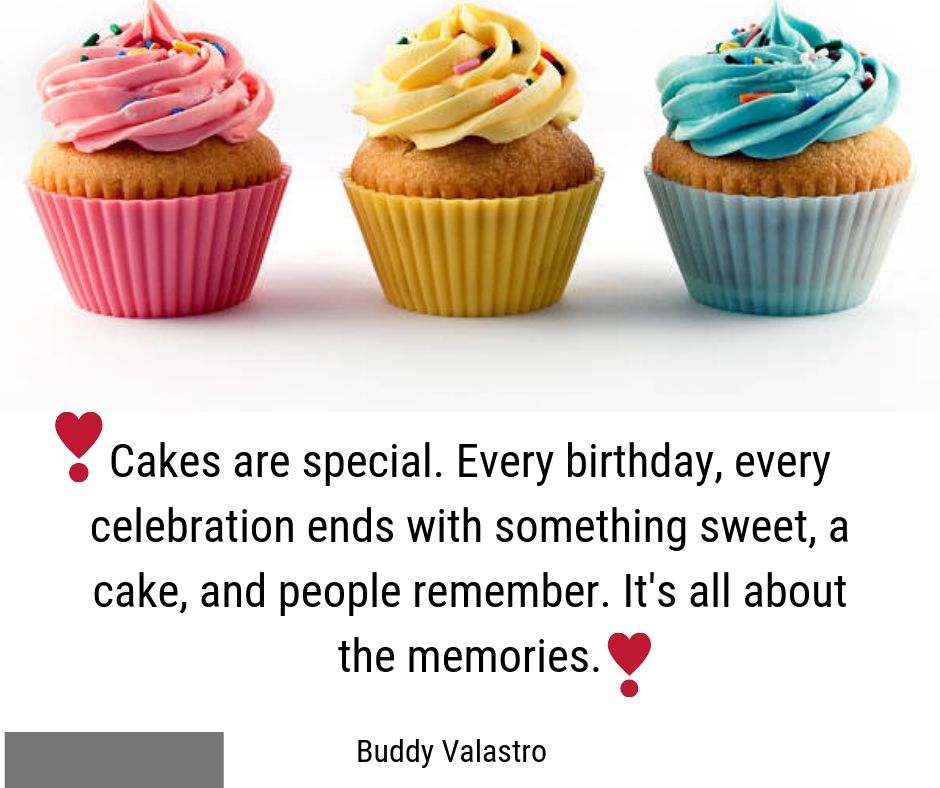 Cakes are special. Every birthday, every
celebration ends with something sweet, a
cake, and people remember. It's all about
the memories.
Buddy Valastro